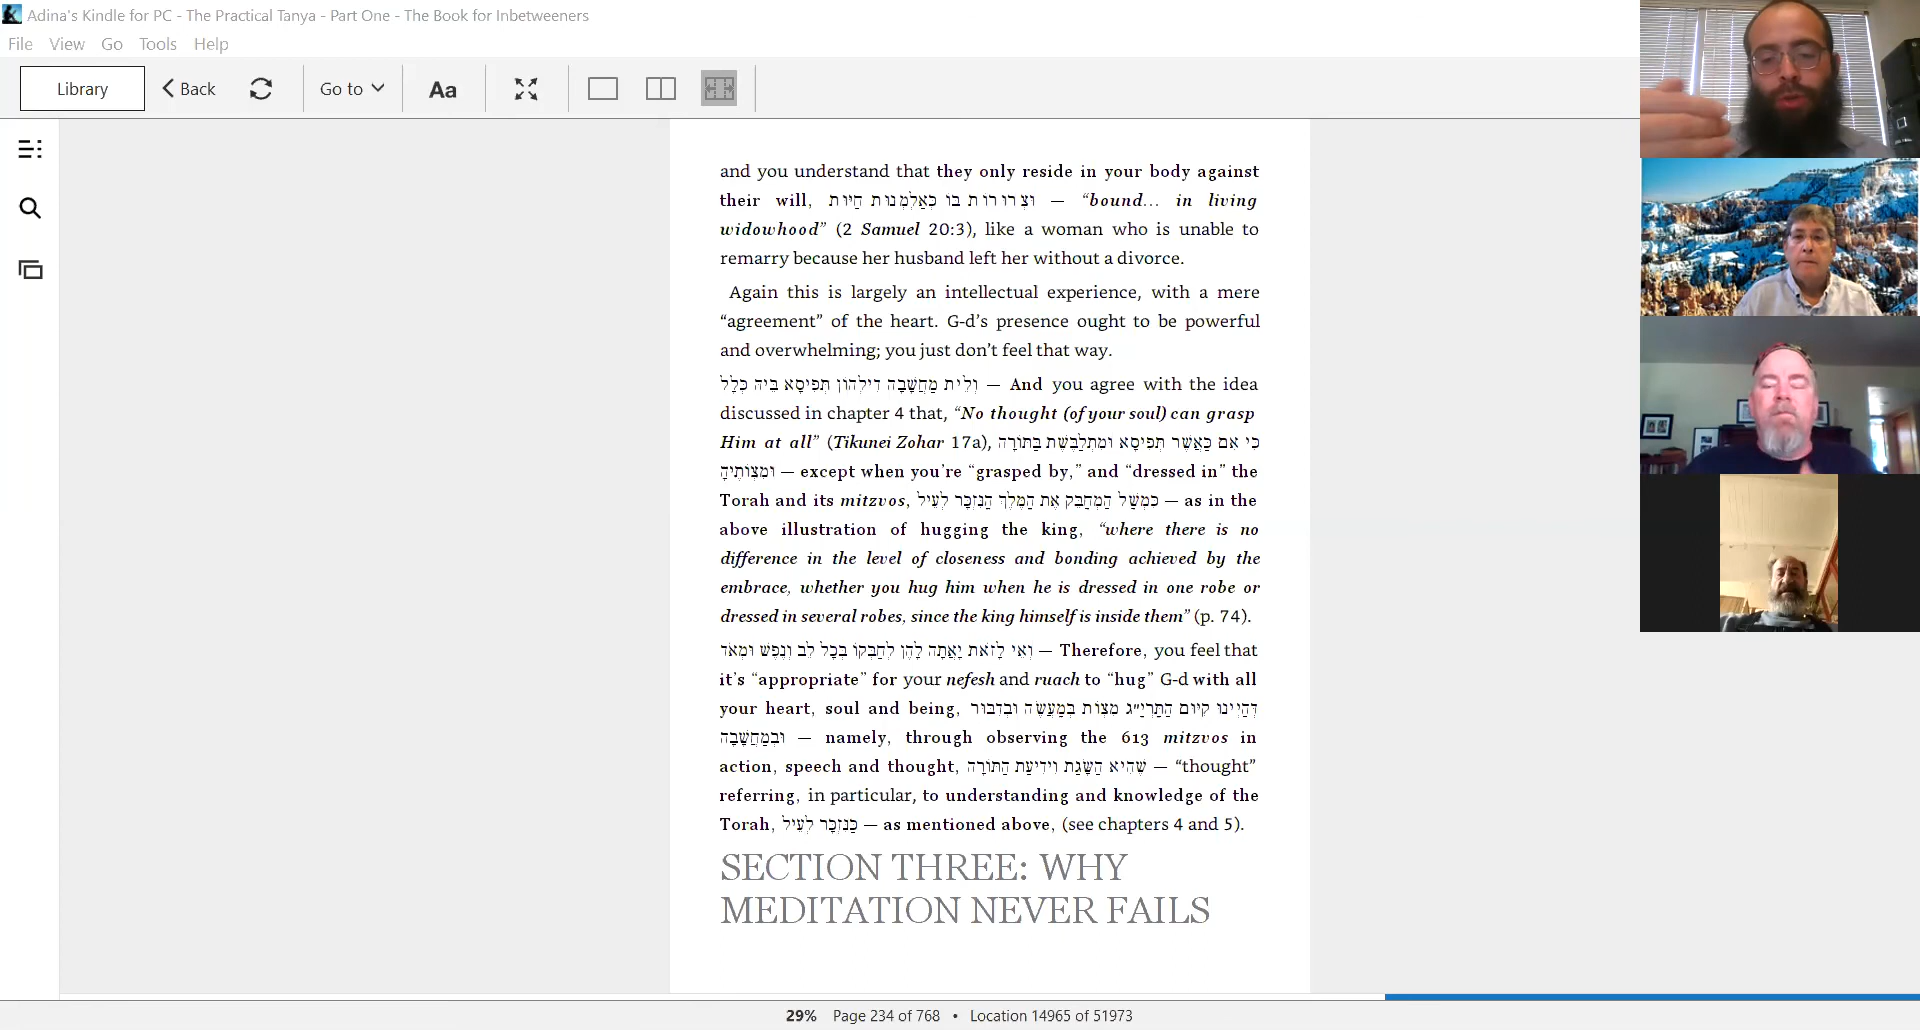 Adina's Kindle for PC - The Practical Tanya - Part One - The Book for Inbetweeners
File View Go Tools Help
Library Back Go to Aa
and you understand that they only reside in your body against
their will, וּצְרוּרוֹת בּוֹ כְּאַלְמְנוּת חַיּוּת — “bound… in living
widowhood” (2 Samuel 20:3), like a woman who is unable to
remarry because her husband left her without a divorce.
Again this is largely an intellectual experience, with a mere
“agreement” of the heart. G-d’s presence ought to be powerful
and overwhelming; you just don’t feel that way.
וְלֵית מַחֲשָׁבָה דִילְהוֹן תְּפִיסָא בֵּיהּ כְּלָל — And you agree with the idea
discussed in chapter 4 that, “No thought (of your soul) can grasp
Him at all” (Tikunei Zohar 17a), כִּי אִם כַּאֲשֶׁר תְּפִיסָא וּמִתְלַבֶּשֶׁת בַּתּוֹרָה
וּמִצְוֹתֶיהָ — except when you’re “grasped by,” and “dressed in” the
Torah and its mitzvos, כִּמְשַׁל הַמְחַבֵּק אֶת הַמֶּלֶךְ הַנִּזְכָּר לְעֵיל — as in the
above illustration of hugging the king, “where there is no
difference in the level of closeness and bonding achieved by the
embrace, whether you hug him when he is dressed in one robe or
dressed in several robes, since the king himself is inside them” (p. 74).
וְאִי לָזֹאת יָאֲתָה לָהֶן לְחַבְּקוֹ בְּכָל לֵב וְנֶפֶשׁ וּמְאֹד — Therefore, you feel that
it’s “appropriate” for your nefesh and ruach to “hug” G-d with all
your heart, soul and being, דְּהַיְינוּ קִיּוּם הַתַּרְיַ״ג מִצְוֹת בְּמַעֲשֶׂה וּבְדִבּוּר
וּבְמַחֲשָׁבָה — namely, through observing the 613 mitzvos in
action, speech and thought, שֶׁהִיא הַשָּׂגַת וִידִיעַת הַתּוֹרָה — “thought”
referring, in particular, to understanding and knowledge of the
Torah, כַּנִּזְכָּר לְעֵיל — as mentioned above, (see chapters 4 and 5).
SECTION THREE: WHY
MEDITATION NEVER FAILS
29% Page 234 of 768 • Location 14965 of 51973